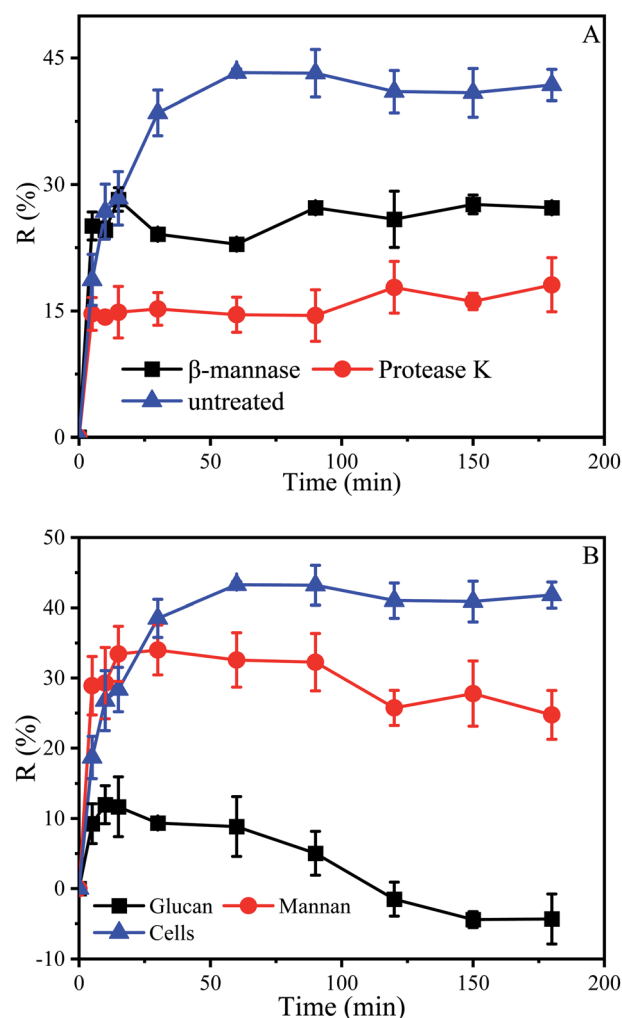 A
45
30
15
0
R (%)
β-mannase Protease K
untreated
0 50 100 150 200
Time (min)
B
50
40
30
20
10
0
-10
R (%)
Glucan Mannan
Cells
0 50 100 150 200
Time (min)